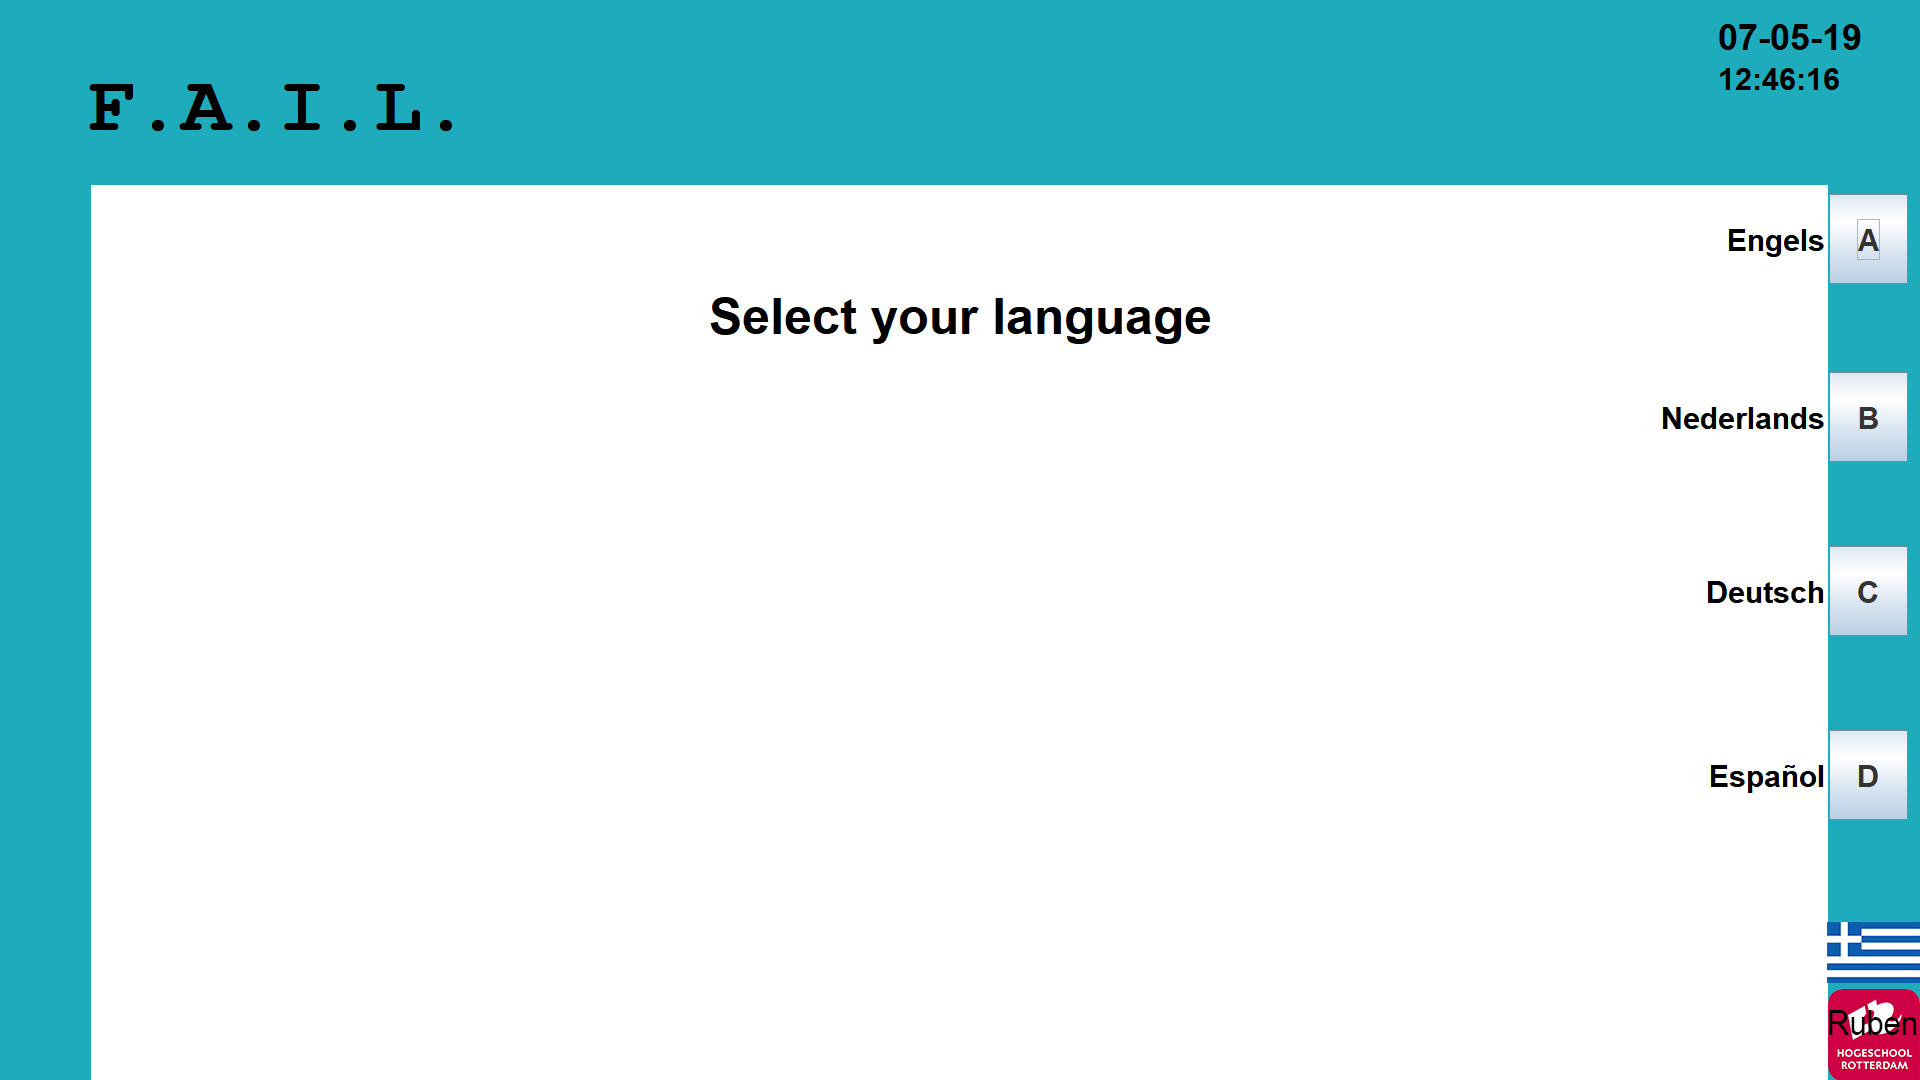 07-05-19
12:46:16
F.A.I.L.
Engels A
Select your language
Nederlands B
Deutsch C
Español D
Ruben
HOGESCHOOL
ROTTERDAM